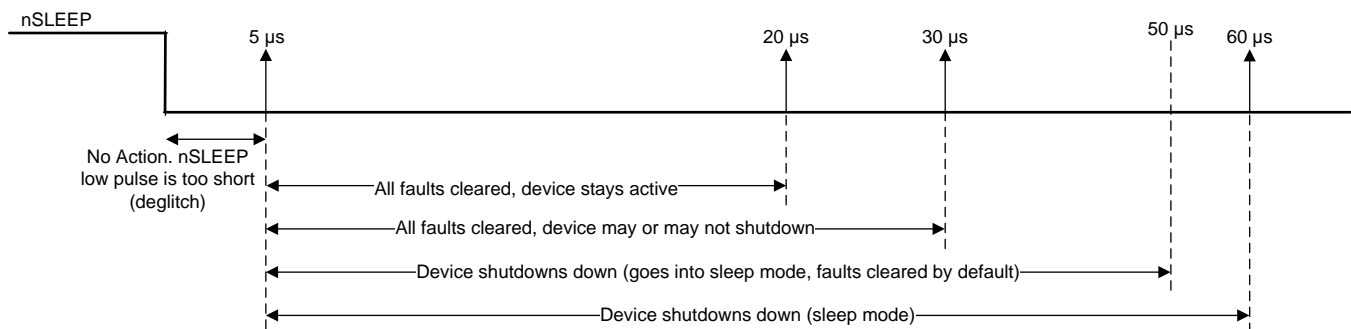 nSLEEP
5 µs
20 µs
30 µs
50 µs
60 µs
No Action. nSLEEP
low pulse is too short
(deglitch)
All faults cleared, device stays active
All faults cleared, device may or may not shutdown
Device shutdowns down (goes into sleep mode, faults cleared by default)
Device shutdowns down (sleep mode)